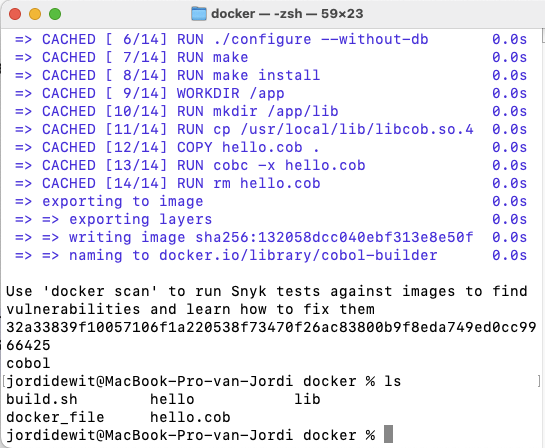 docker — -zsh — 59×23
=> CACHED [ 6/14] RUN ./configure --without-db 0.0s
=> CACHED [ 7/14] RUN make 0.0s
=> CACHED [ 8/14] RUN make install 0.0s
=> CACHED [ 9/14] WORKDIR /app 0.0s
=> CACHED [10/14] RUN mkdir /app/lib 0.0s
=> CACHED [11/14] RUN cp /usr/local/lib/libcob.so.4 0.0s
=> CACHED [12/14] COPY hello.cob . 0.0s
=> CACHED [13/14] RUN cobc -x hello.cob 0.0s
=> CACHED [14/14] RUN rm hello.cob 0.0s
=> exporting to image 0.0s
=> => exporting layers 0.0s
=> => writing image sha256:132058dcc040ebf313e8e50f 0.0s
=> => naming to docker.io/library/cobol-builder 0.0s
Use 'docker scan' to run Snyk tests against images to find
vulnerabilities and learn how to fix them
32a33839f10057106f1a220538f73470f26ac83800b9f8eda749ed0cc99
66425
cobol
[jordidewit@MacBook-Pro-van-Jordi docker % ls ]
build.sh hello lib
docker_file hello.cob
jordidewit@MacBook-Pro-van-Jordi docker %